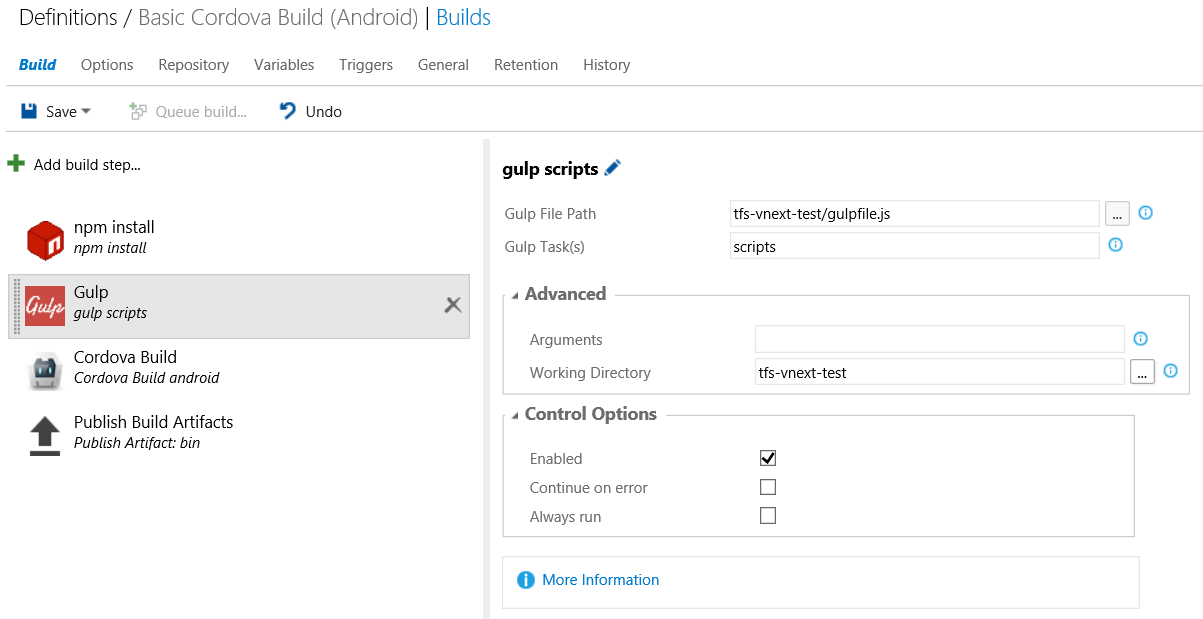 Definitions / Basic Cordova Build (Android) | Builds
Build Options Repository Variables Triggers General Retention History
Save Queue build... Undo
Add build step...
npm install
npm install
Gulp
Gulp
gulp scripts
Cordova Build
Cordova Build android
Publish Build Artifacts
Publish Artifact: bin
gulp scripts
Gulp File Path tfs-vnext-test/gulpfile.js ...
Gulp Task(s) scripts
Advanced
Arguments
Working Directory tfs-vnext-test ...
Control Options
Enabled
Continue on error
Always run
More Information